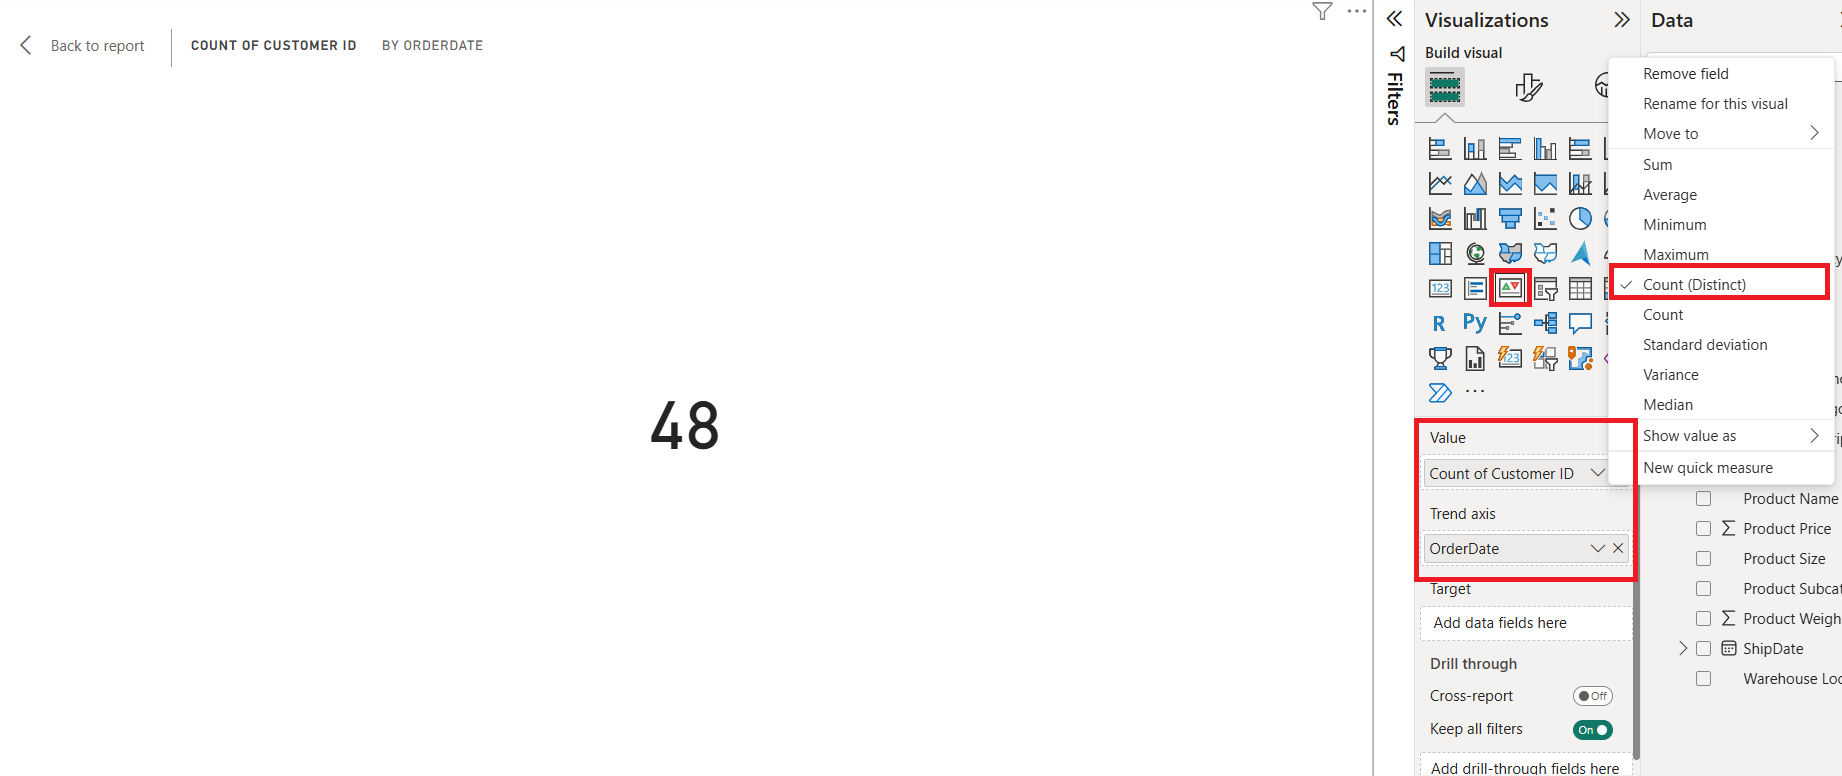 Back to report
COUNT OF CUSTOMER ID BY ORDERDATE
Filters
Visualizations
Build visual
123
R
Py
123
Value
Count of Customer ID
Trend axis
OrderDate
Target
Add data fields here
Drill through
Cross-report
Off
Keep all filters
On
Add drill-through fields here
48
Remove field
Rename for this visual
Move to
Sum
Average
Minimum
Maximum
Count (Distinct)
Count
Standard deviation
Variance
Median
Show value as
New quick measure
Data
Product Name
Product Price
Product Size
Product Subcat
Product Weigh
ShipDate
Warehouse Loc